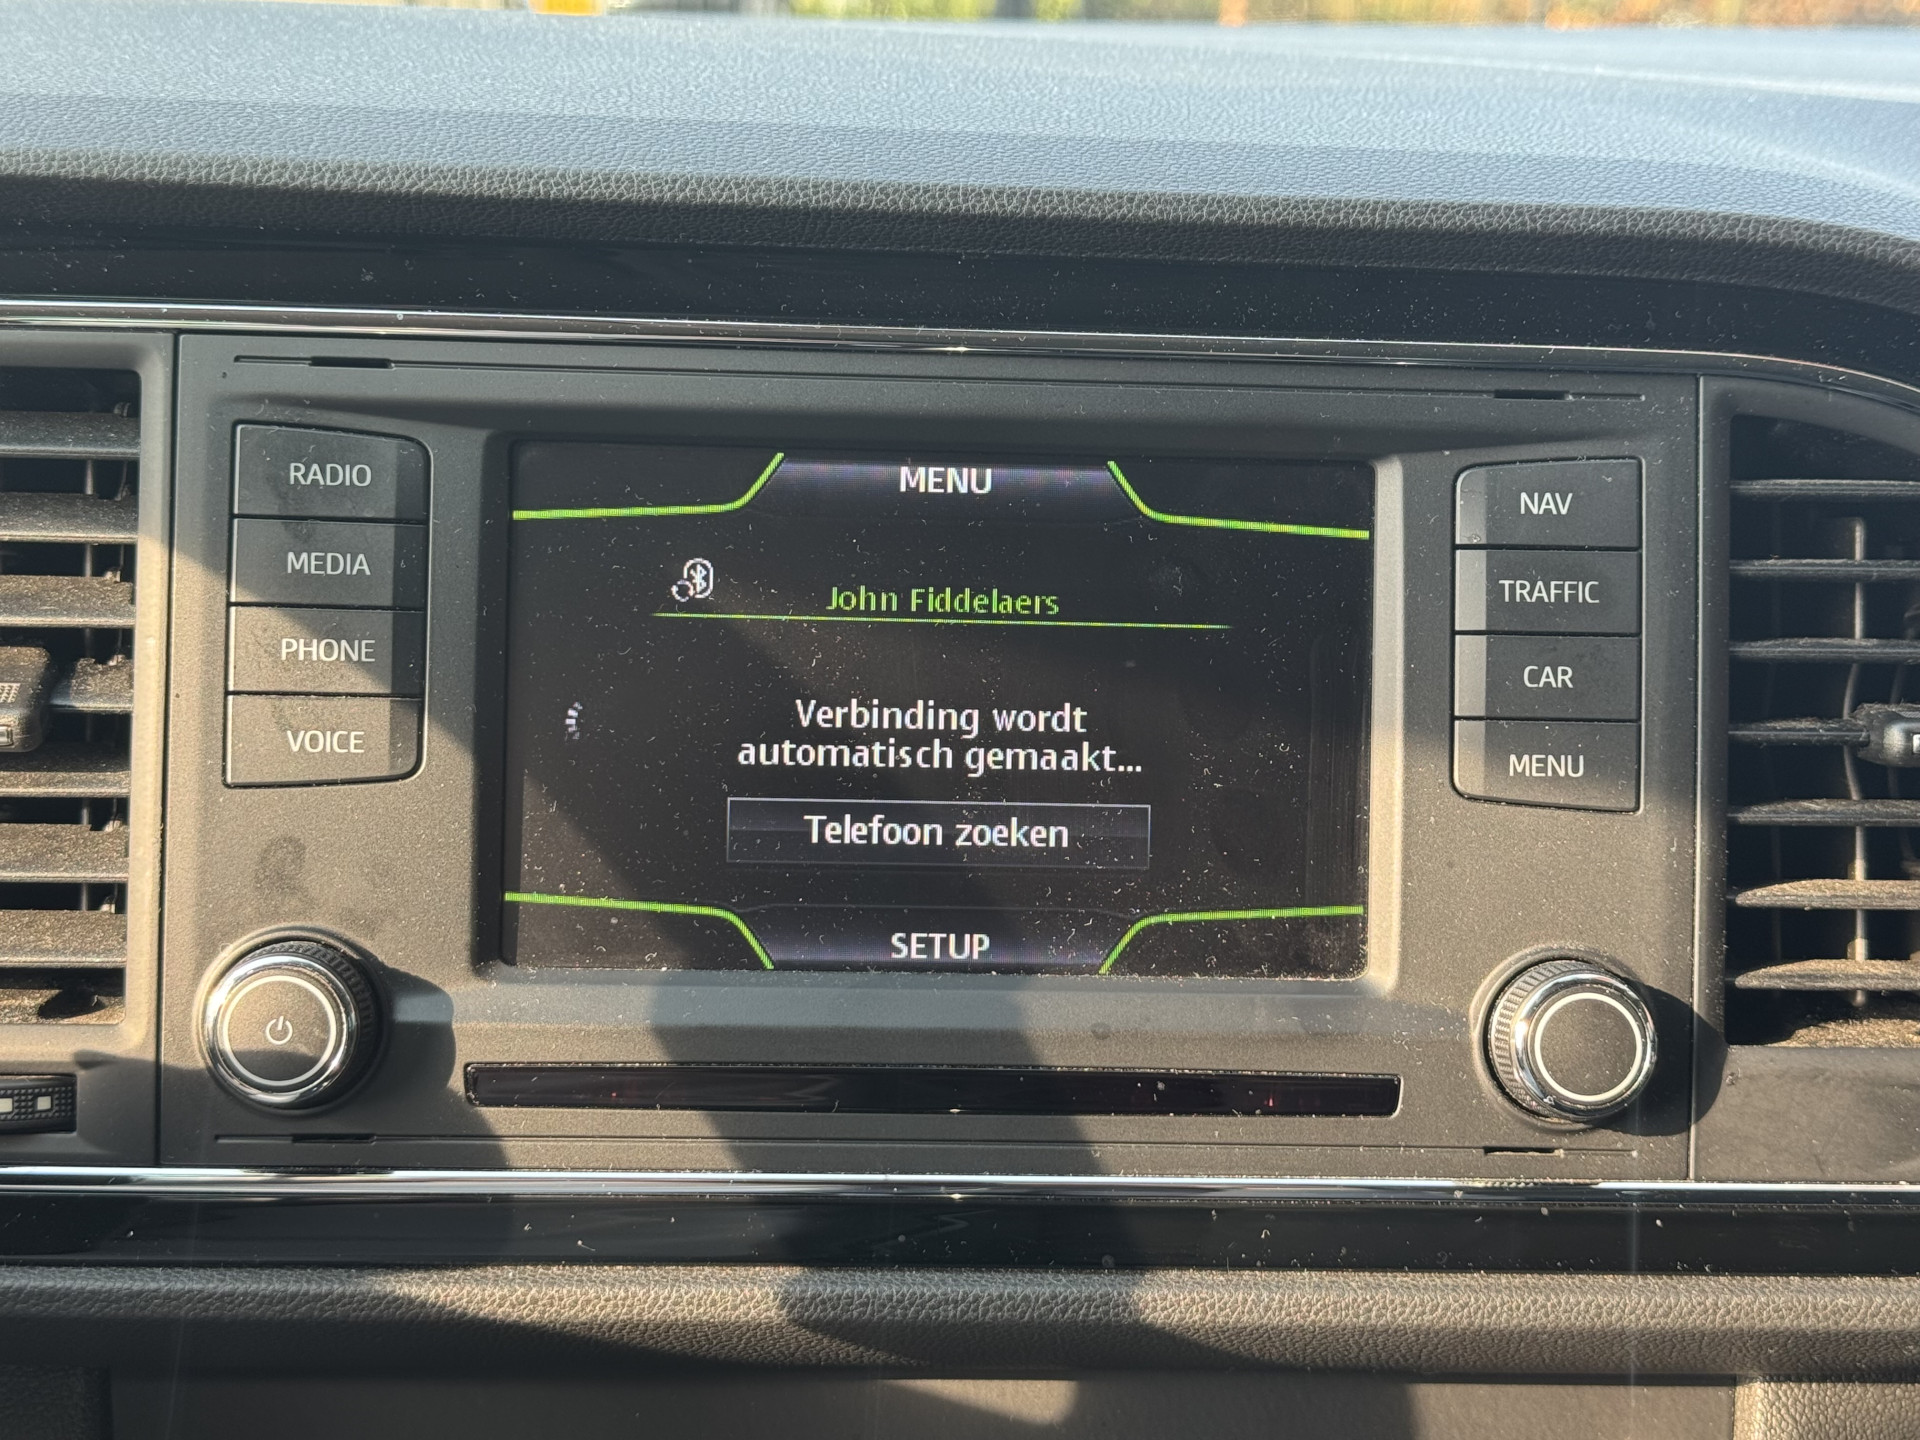 RADIO
MEDIA
PHONE
VOICE
MENU
John Fiddelaers
Verbinding wordt
automatisch gemaakt...
Telefoon zoeken
SETUP
NAV
TRAFFIC
CAR
MENU